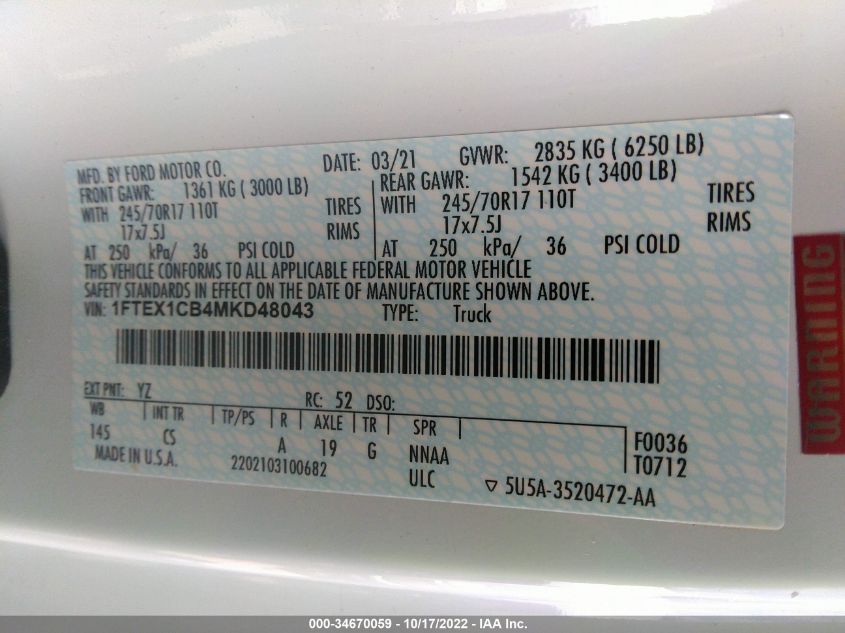 MFD. BY FORD MOTOR CO. DATE: 03/21 GVWR: 2835 KG ( 6250 LB)
FRONT GAWR: 1361 KG ( 3000 LB) REAR GAWR: 1542 KG ( 3400 LB)
WITH 245/70R17 110T TIRES WITH 245/70R17 110T TIRES
17x7.5J RIMS 17x7.5J RIMS
AT 250 kPa/ 36 PSI COLD AT 250 kPa/ 36 PSI COLD
THIS VEHICLE CONFORMS TO ALL APPLICABLE FEDERAL MOTOR VEHICLE
SAFETY STANDARDS IN EFFECT ON THE DATE OF MANUFACTURE SHOWN ABOVE.
VIN: 1FTEX1CB4MKD48043 TYPE: Truck
EXT PNT: YZ RC: 52 DSO:
WB INT TR TP/PS R AXLE TR SPR F0036
145 CS A 19 G NNAA T0712
MADE IN U.S.A. 2202103100682 ULC ▽ 5U5A-3520472-AA
WARNING
000-34670059 - 10/17/2022 - IAA Inc.